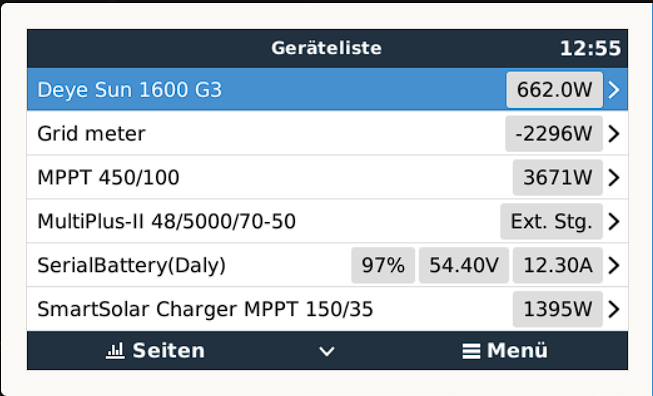 Geräteliste 12:55
Deye Sun 1600 G3 662.0W
Grid meter -2296W
MPPT 450/100 3671W
MultiPlus-II 48/5000/70-50 Ext. Stg.
SerialBattery(Daly) 97% 54.40V 12.30A
SmartSolar Charger MPPT 150/35 1395W
Seiten Menü